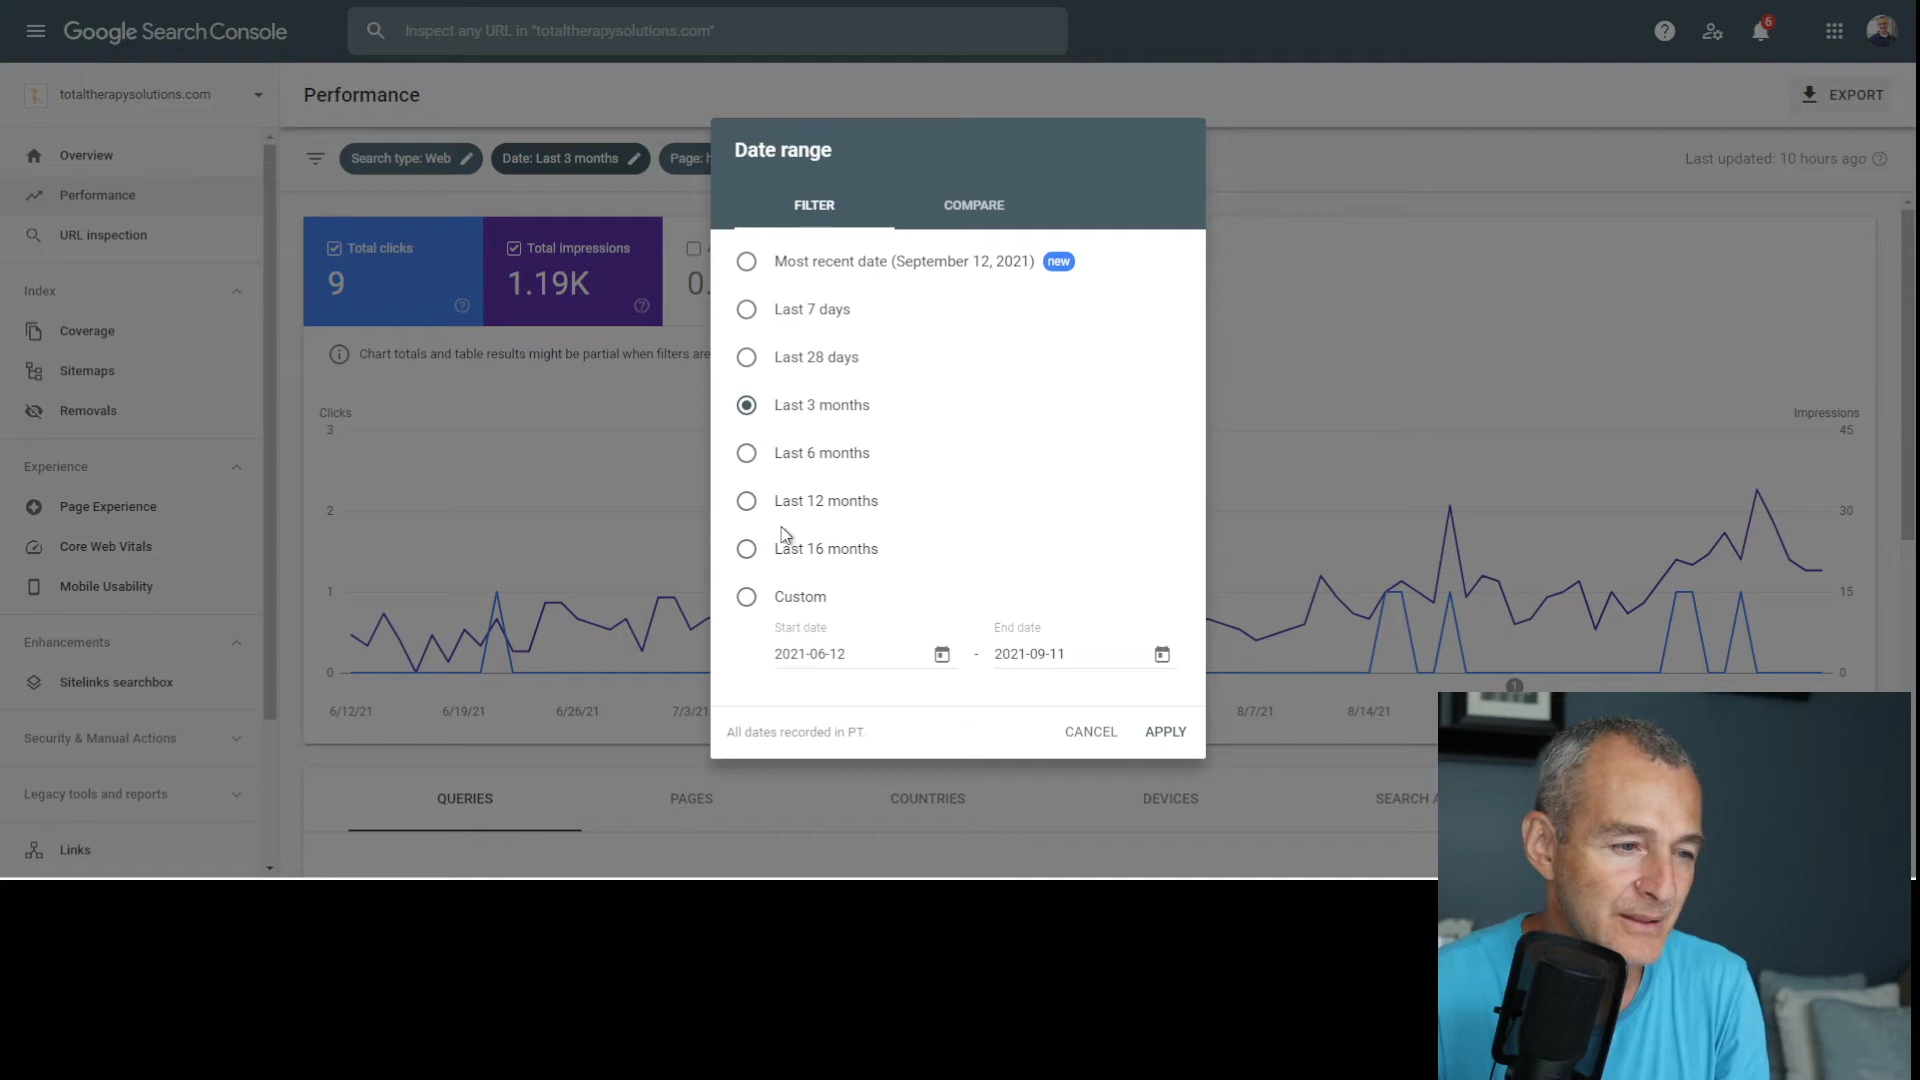 Google Search Console
Inspect any URL in "totaltherapysolutions.com"
6
totaltherapysolutions.com
Performance
EXPORT
Overview
Performance
URL inspection
Index
Coverage
Sitemaps
Removals
Experience
Page Experience
Core Web Vitals
Mobile Usability
Enhancements
Sitelinks searchbox
Security & Manual Actions
Legacy tools and reports
Links
Search type: Web
Date: Last 3 months
Page: h
Last updated: 10 hours ago
Total clicks
9
Total impressions
1.19K
0.
Chart totals and table results might be partial when filters are
Clicks
3
2
1
0
Impressions
45
30
15
0
6/12/21
6/19/21
6/26/21
7/3/21
8/7/21
8/14/21
1
Date range
FILTER
COMPARE
Most recent date (September 12, 2021) new
Last 7 days
Last 28 days
Last 3 months
Last 6 months
Last 12 months
Last 16 months
Custom
Start date
End date
2021-06-12 - 2021-09-11
All dates recorded in PT.
CANCEL
APPLY
QUERIES
PAGES
COUNTRIES
DEVICES
SEARCH A